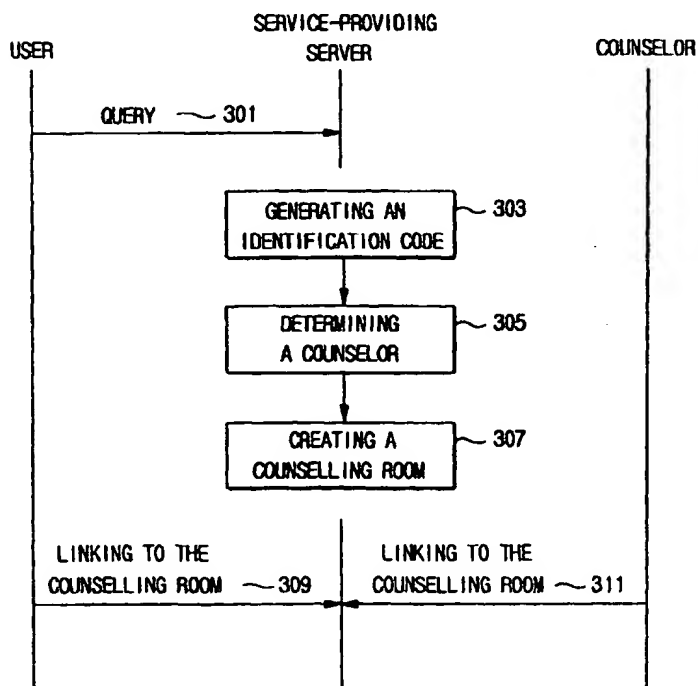 USER
SERVICE-PROVIDING
SERVER
COUNSELOR
QUERY 301
GENERATING AN
IDENTIFICATION CODE
303
DETERMINING
A COUNSELOR
305
CREATING A
COUNSELLING ROOM
307
LINKING TO THE
COUNSELLING ROOM 309
LINKING TO THE
COUNSELLING ROOM 311